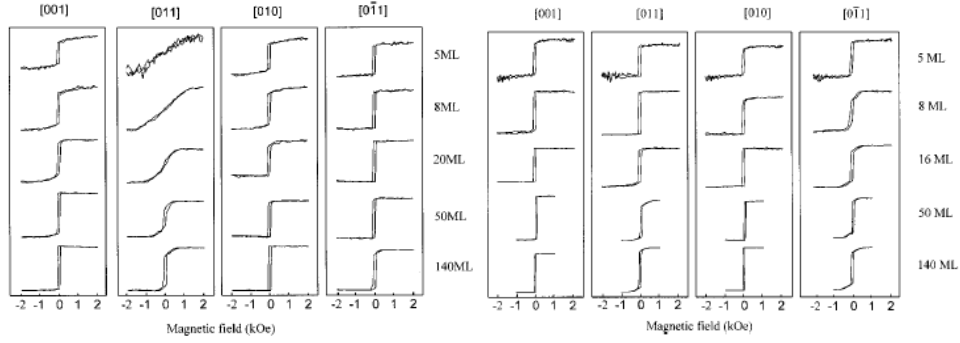 [001] [011] [010] [01̄1]
5ML
8ML
20ML
50ML
140ML
-2 -1 0 1 2 -2 -1 0 1 2 -2 -1 0 1 2 -2 -1 0 1 2
Magnetic field (kOe)
[001] [011] [010] [01̄1]
5 ML
8 ML
16 ML
50 ML
140 ML
-2 -1 0 1 2 -2 -1 0 1 2 -2 -1 0 1 2 -2 -1 0 1 2
Magnetic field (kOe)